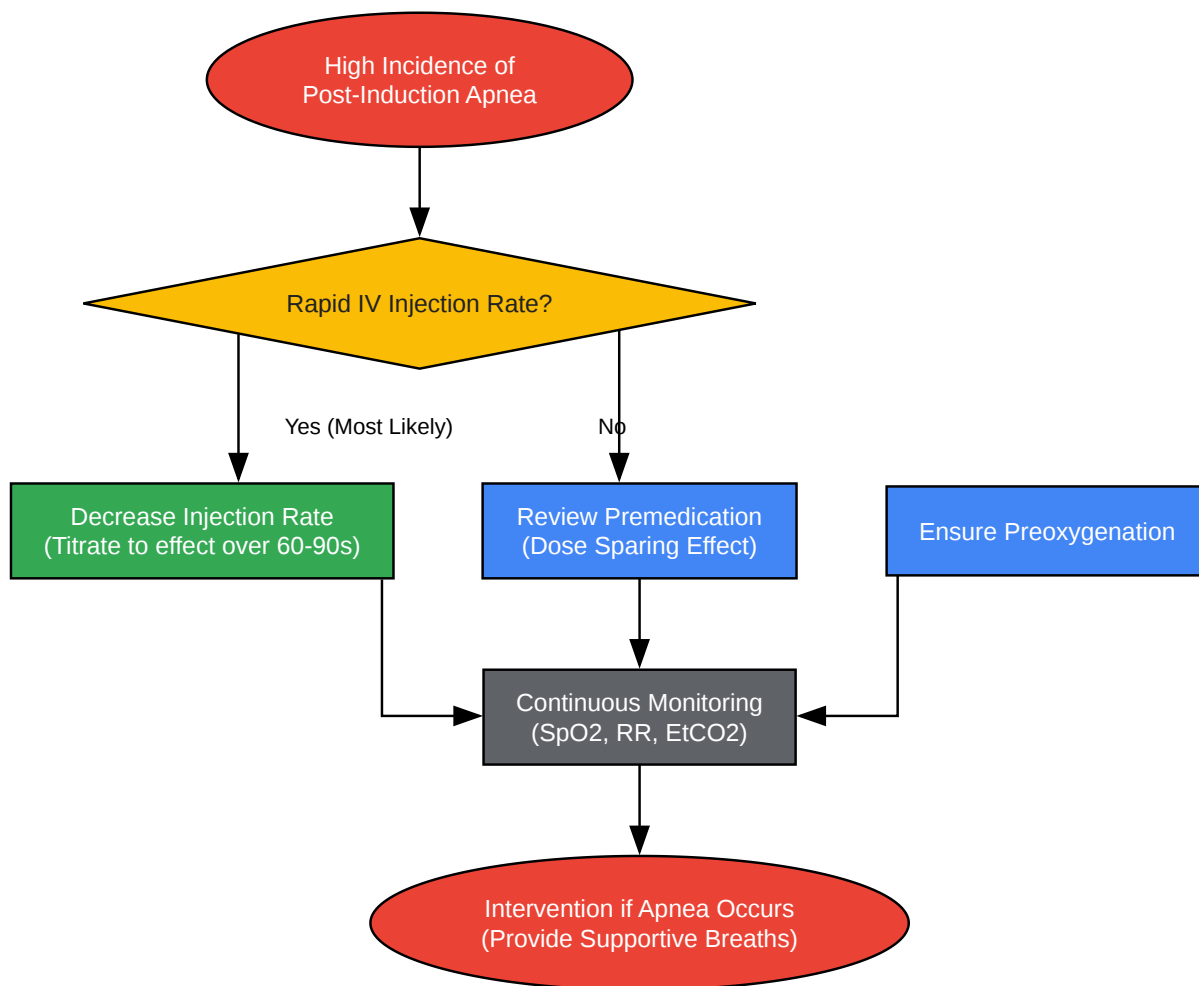 High Incidence of
Post-Induction Apnea
Rapid IV Injection Rate?
Yes (Most Likely)
No
Decrease Injection Rate
(Titrate to effect over 60-90s)
Review Premedication
(Dose Sparing Effect)
Ensure Preoxygenation
Continuous Monitoring
(SpO2, RR, EtCO2)
Intervention if Apnea Occurs
(Provide Supportive Breaths)